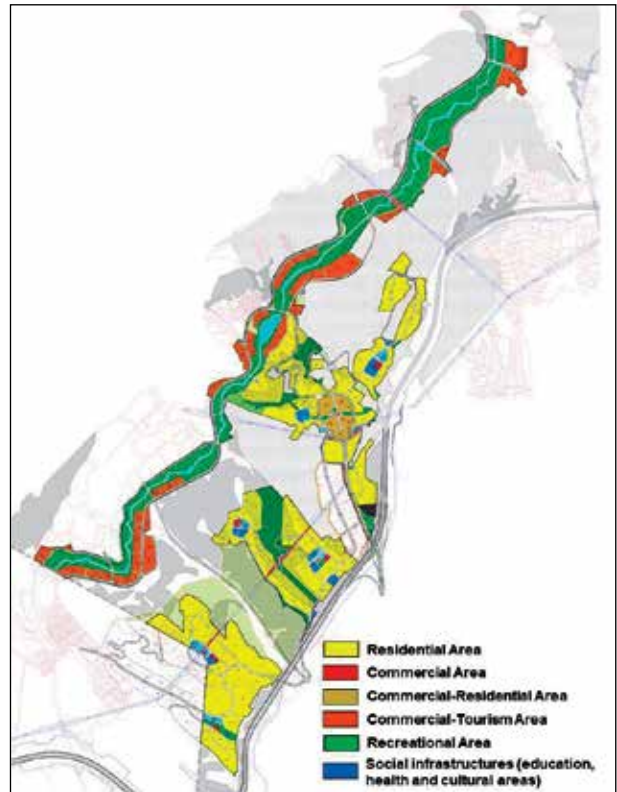 Residential Area
Commercial Area
Commercial-Residential Area
Commercial-Tourism Area
Recreational Area
Social infrastructures (education,
health and cultural areas)